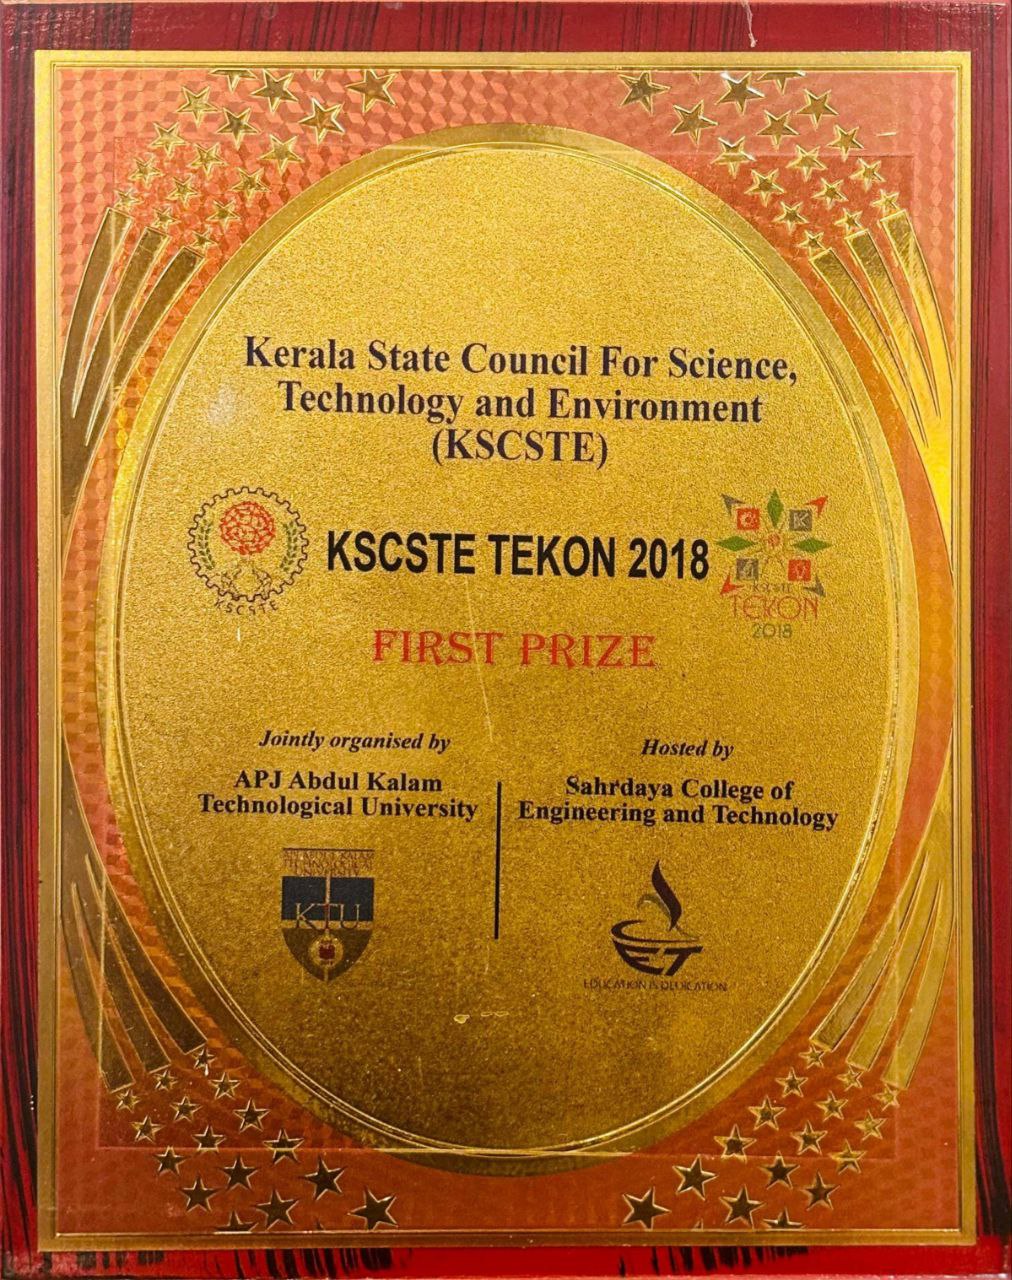 Kerala State Council For Science,
Technology and Environment
(KSCSTE)
KSCSTE TEKON 2018
KSCSTE
KSCSTE
TEKON
2018
FIRST PRIZE
Jointly organised by
APJ Abdul Kalam
Technological University
APJ ABDUL KALAM
TECHNOLOGICAL
UNIVERSITY
KTU
Hosted by
Sahrdaya College of
Engineering and Technology
ET
EDUCATION IS DEDICATION